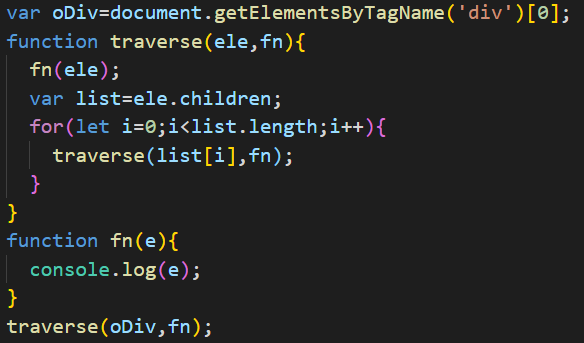 var oDiv=document.getElementsByTagName('div')[0];
function traverse(ele,fn){
  fn(ele);
  var list=ele.children;
  for(let i=0;i<list.length;i++){
    traverse(list[i],fn);
  }
}
function fn(e){
  console.log(e);
}
traverse(oDiv,fn);